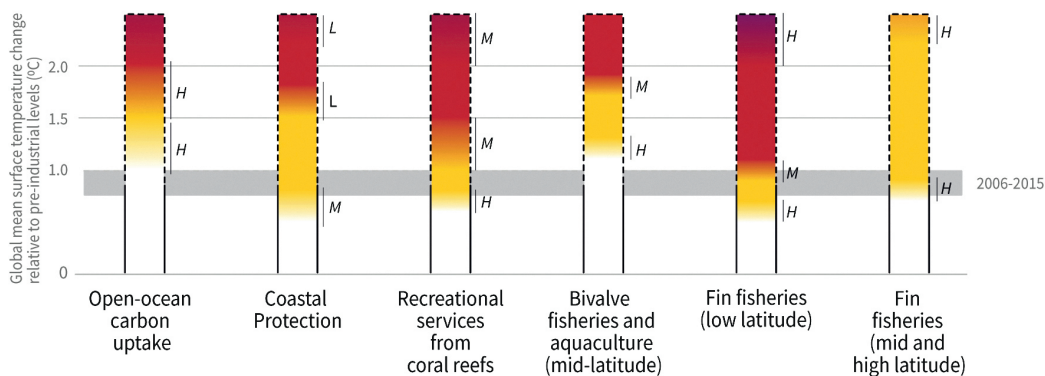 Global mean surface temperature change
relative to pre-industrial levels (ºC)
2.0
1.5
1.0
0
H
H
L
L
M
M
M
H
M
H
H
M
H
H
H
2006-2015
Open-ocean
carbon
uptake
Coastal
Protection
Recreational
services
from
coral reefs
Bivalve
fisheries and
aquaculture
(mid-latitude)
Fin fisheries
(low latitude)
Fin
fisheries
(mid and
high latitude)